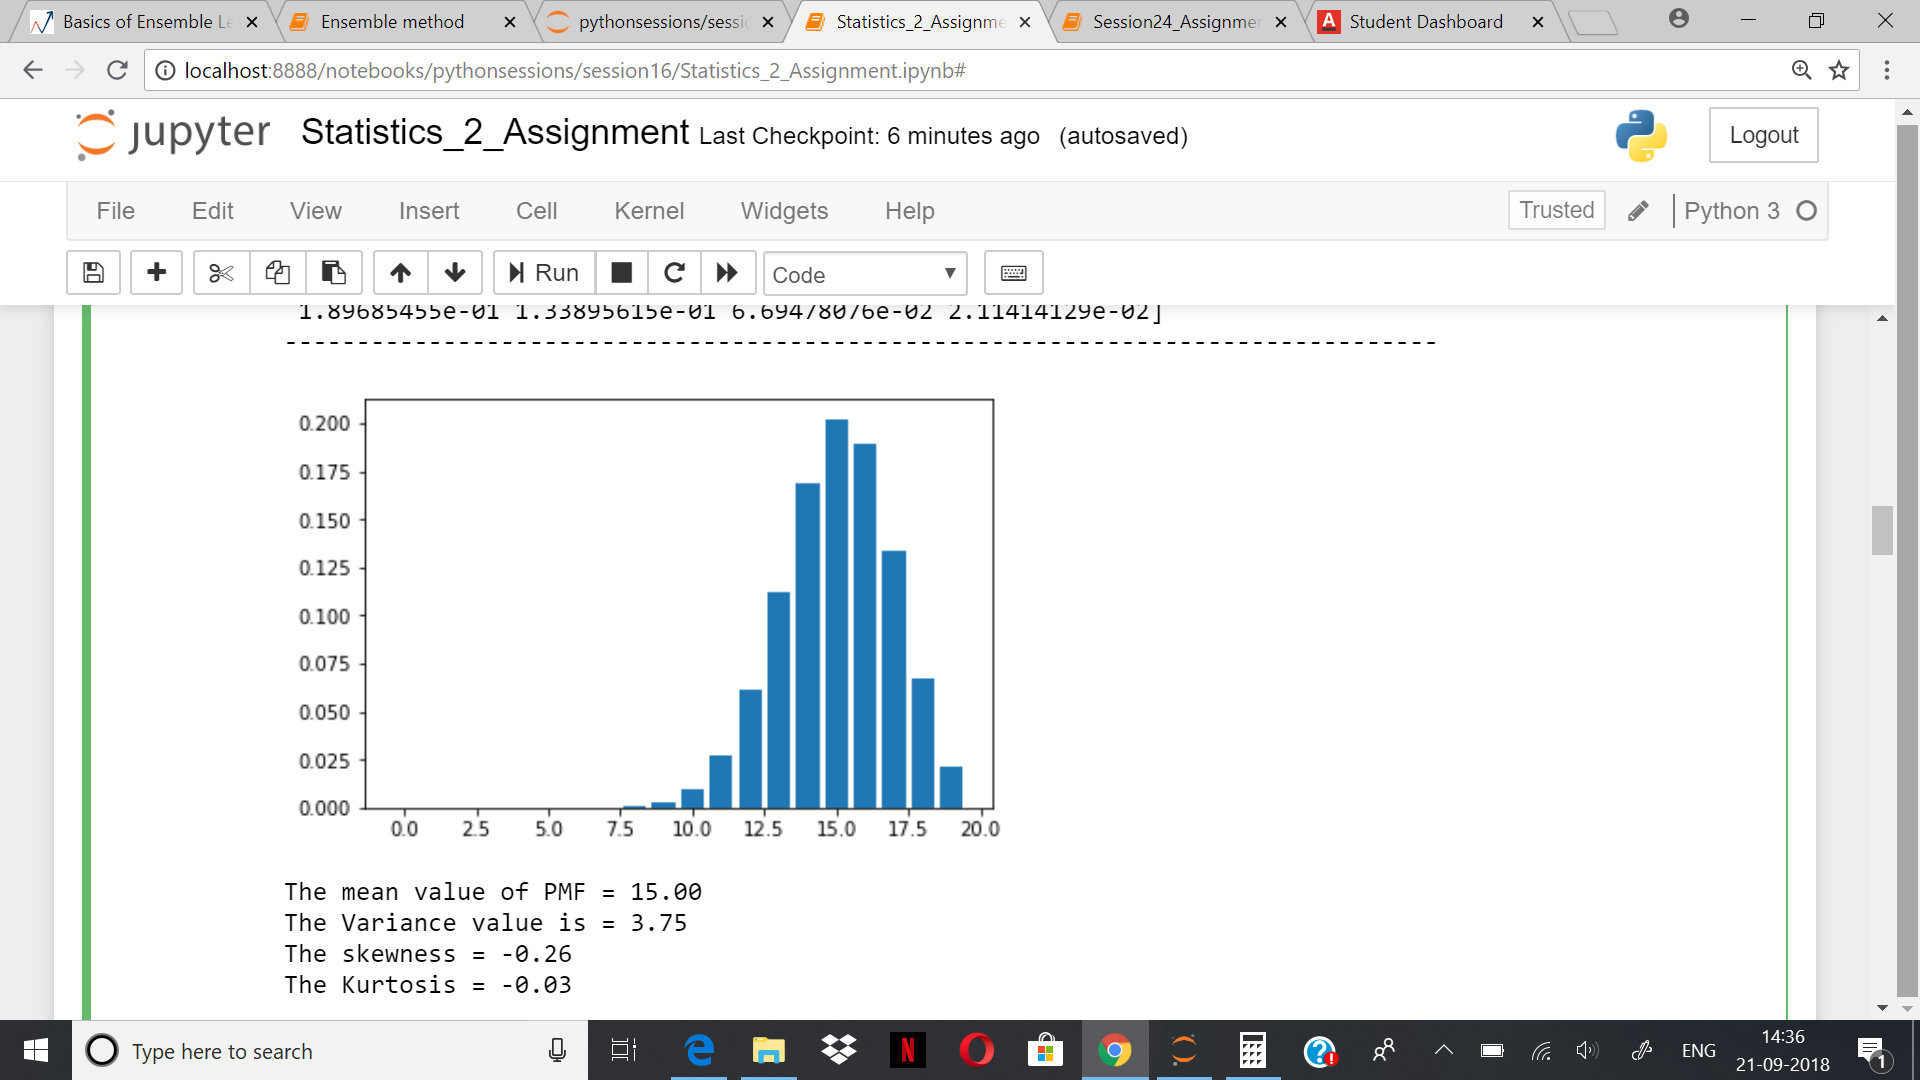 Basics of Ensemble Le
Ensemble method
pythonsessions/sessic
Statistics_2_Assignme
Session24_Assignmen
A Student Dashboard
localhost:8888/notebooks/pythonsessions/session16/Statistics_2_Assignment.ipynb#
jupyter Statistics_2_Assignment Last Checkpoint: 6 minutes ago (autosaved)
Logout
File Edit View Insert Cell Kernel Widgets Help
Trusted
Python 3
Run
Code
1.89685455e-01 1.33895615e-01 6.69478076e-02 2.11414129e-02]
--------------------------------------------------------------------------------
0.200
0.175
0.150
0.125
0.100
0.075
0.050
0.025
0.000
0.0 2.5 5.0 7.5 10.0 12.5 15.0 17.5 20.0
The mean value of PMF = 15.00
The Variance value is = 3.75
The skewness = -0.26
The Kurtosis = -0.03
Type here to search
N
ENG
14:36
21-09-2018
1